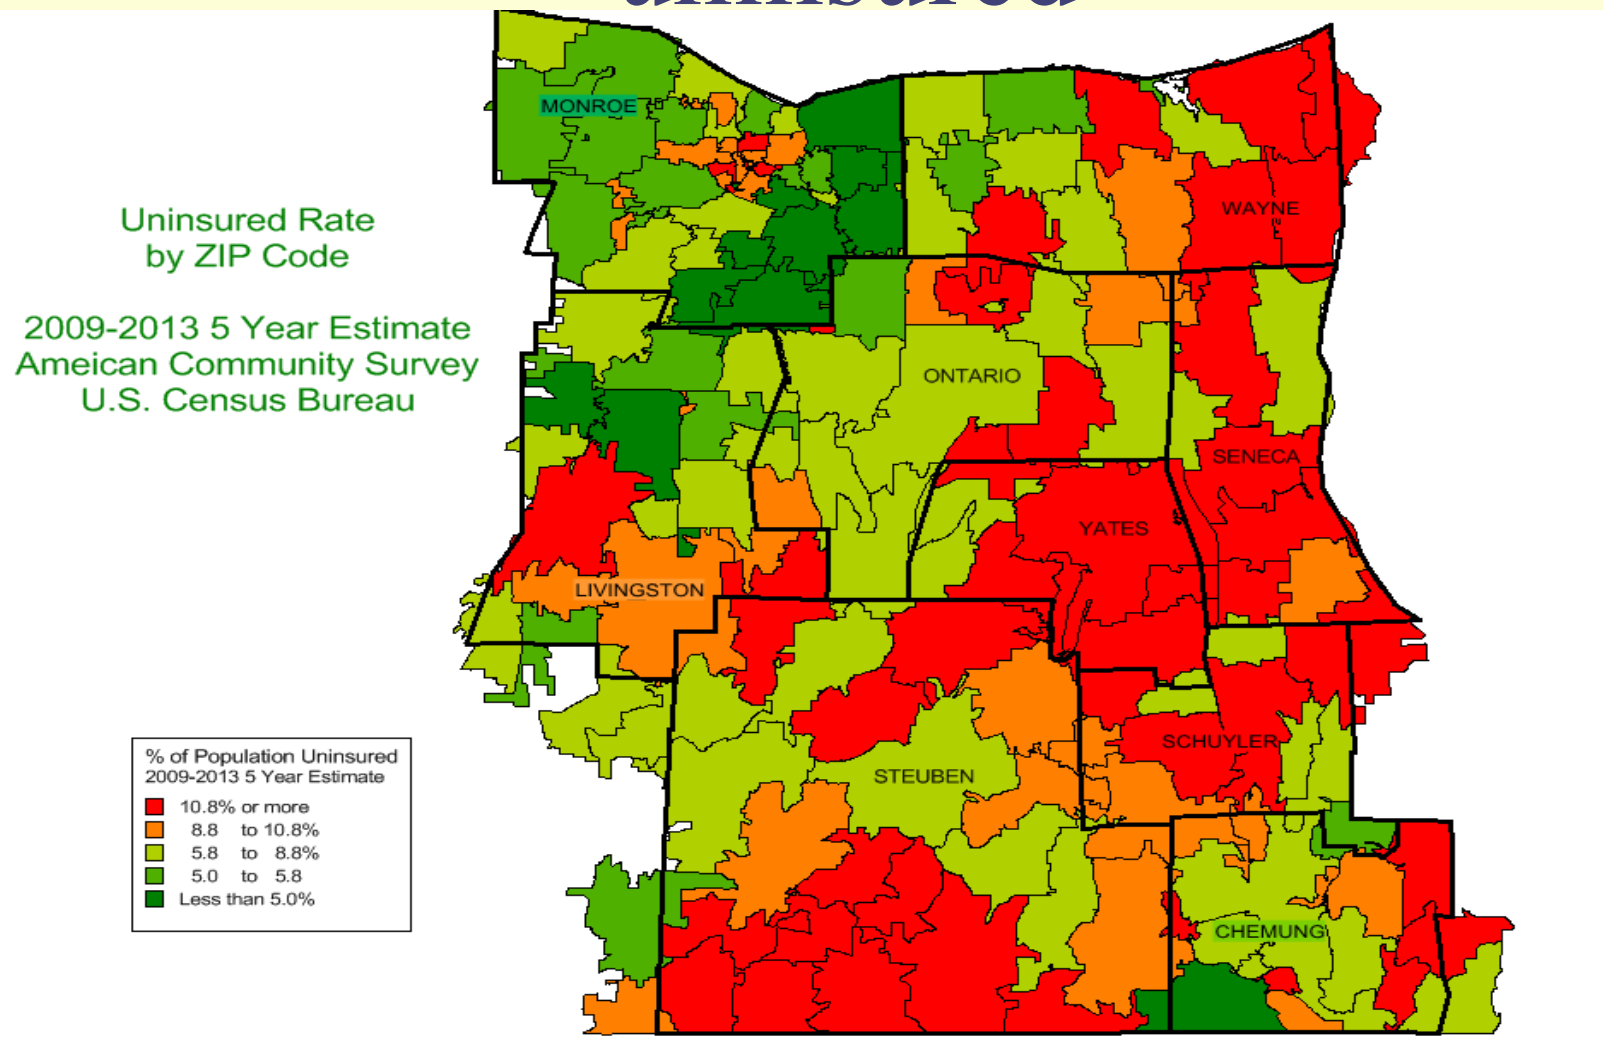 uninsured
Uninsured Rate
by ZIP Code
2009-2013 5 Year Estimate
Ameican Community Survey
U.S. Census Bureau
MONROE
WAYNE
ONTARIO
SENECA
YATES
LIVINGSTON
SCHUYLER
STEUBEN
CHEMUNG
% of Population Uninsured
2009-2013 5 Year Estimate
10.8% or more
8.8 to 10.8%
5.8 to 8.8%
5.0 to 5.8
Less than 5.0%